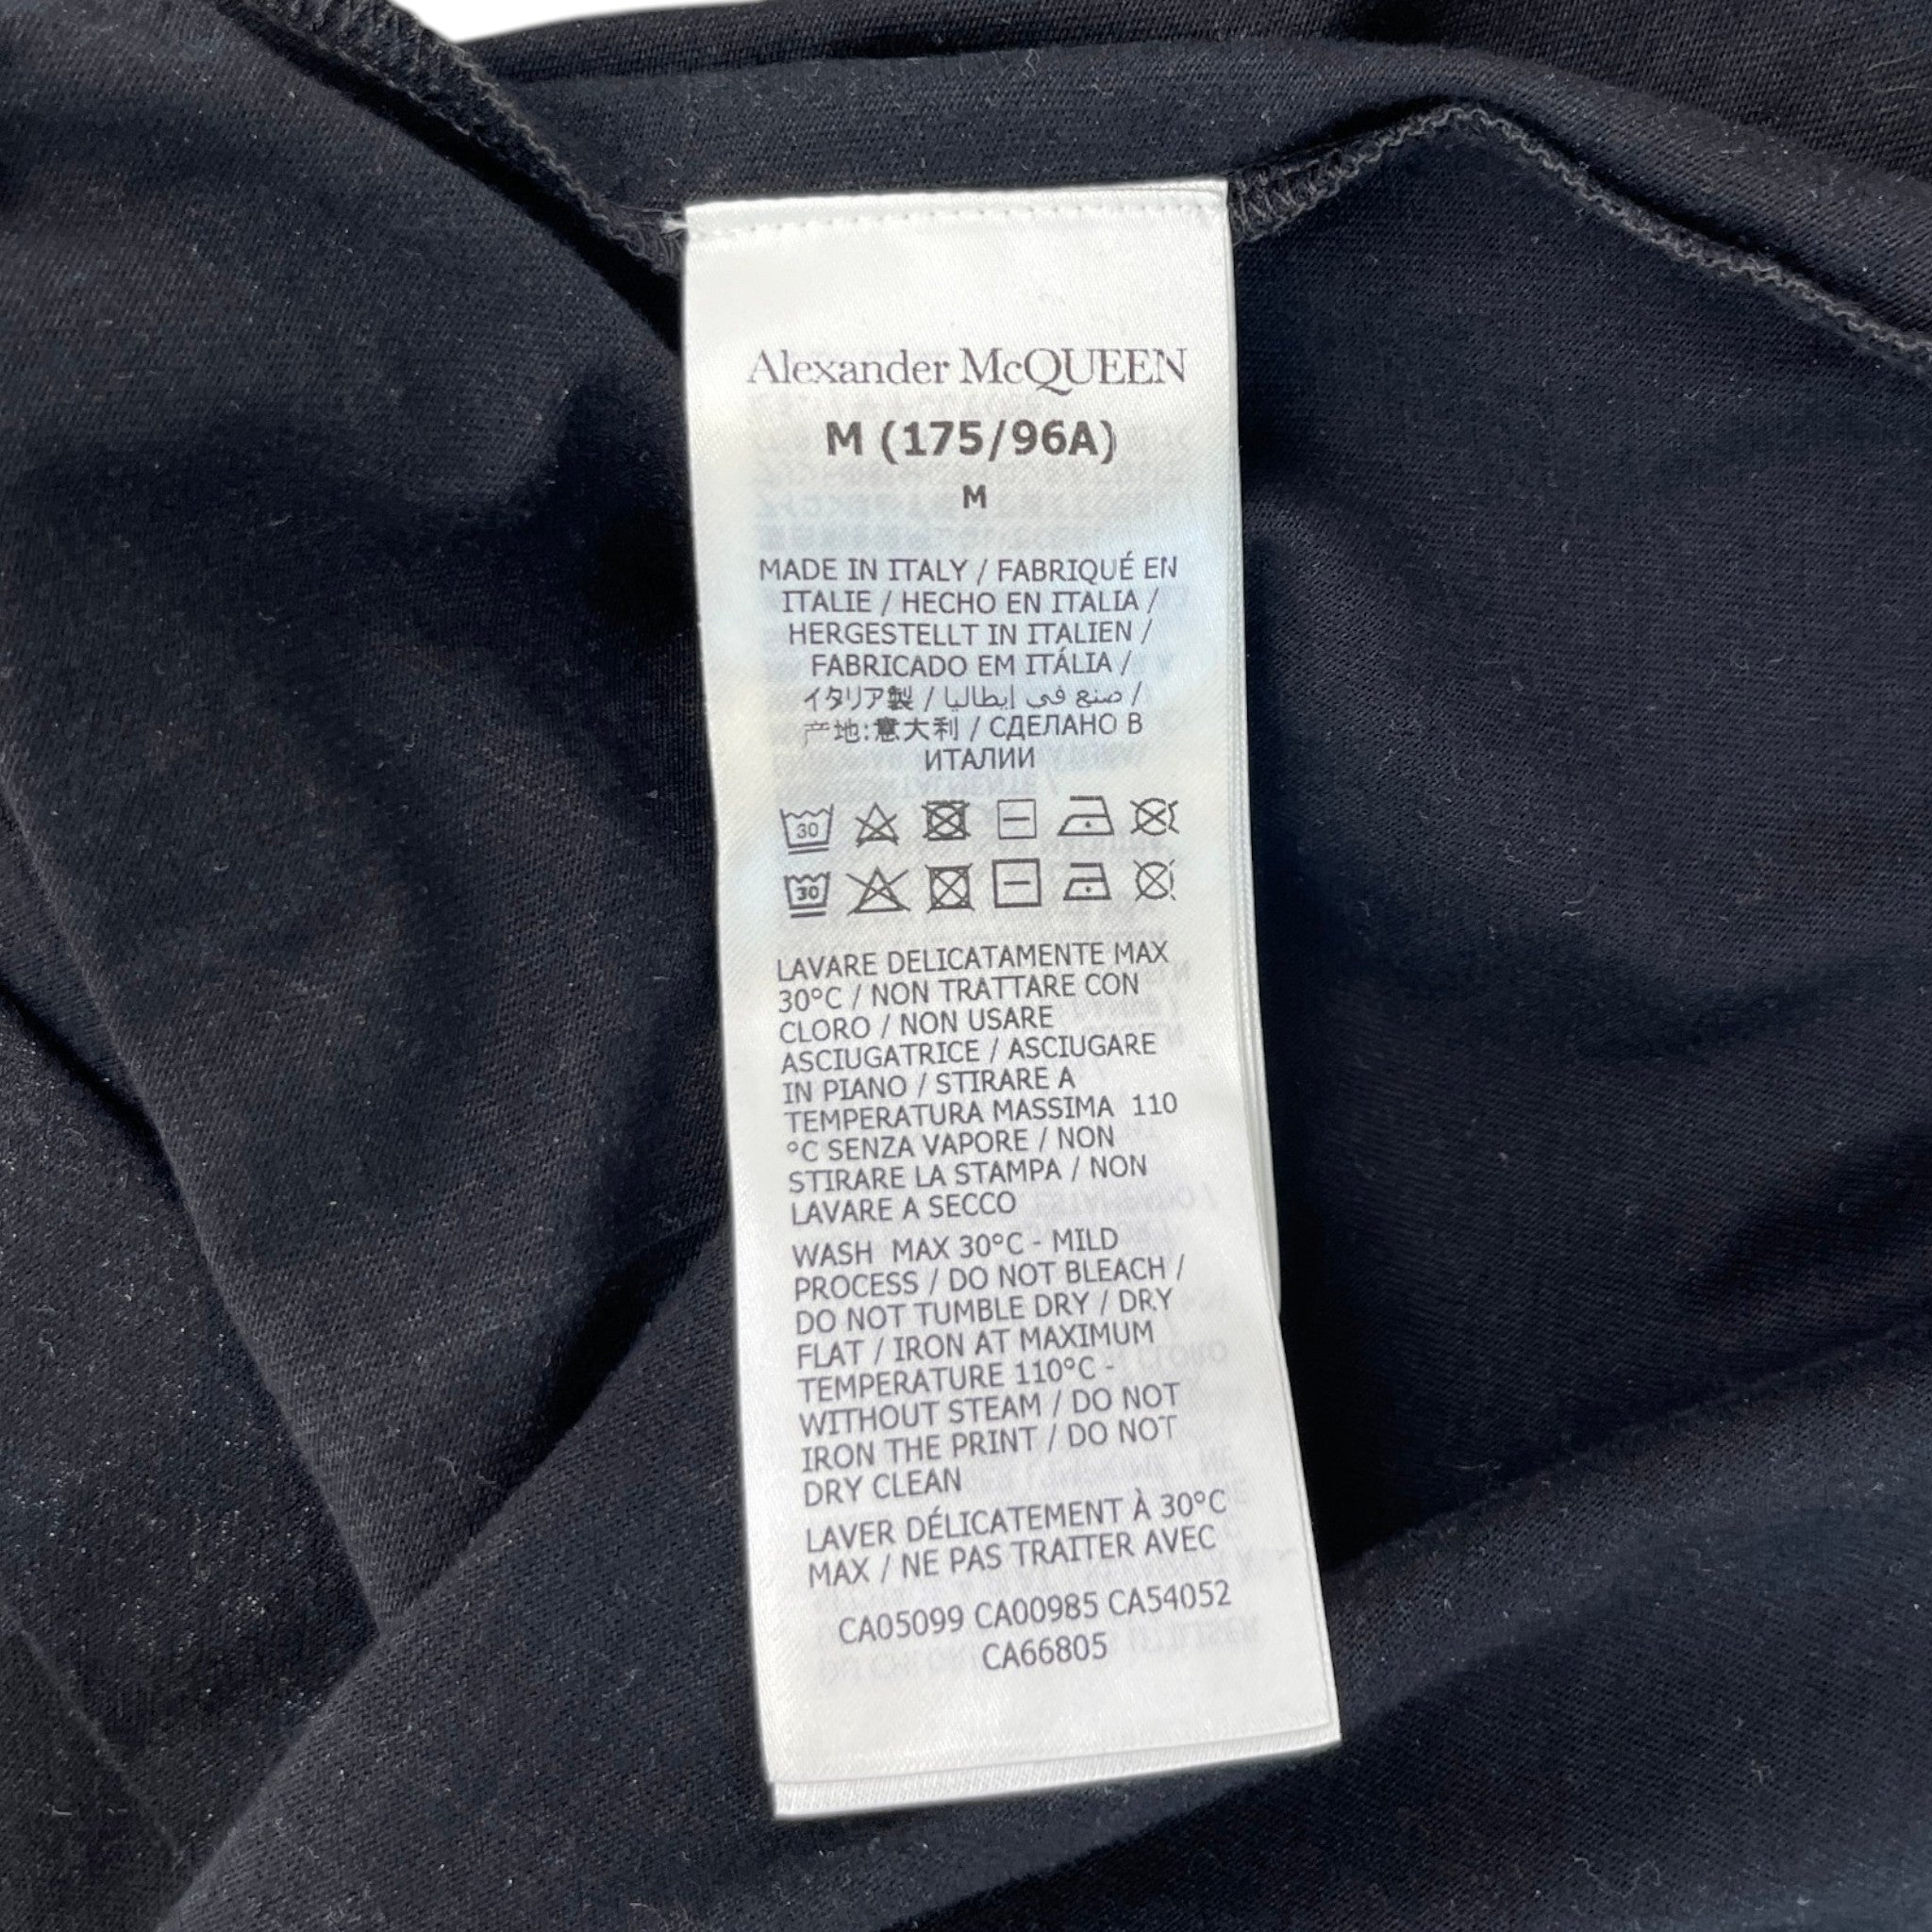 Alexander McQUEEN
M (175/96A)
M
MADE IN ITALY / FABRIQUÉ EN
ITALIE / HECHO EN ITALIA /
HERGESTELLT IN ITALIEN /
FABRICADO EM ITÁLIA /
イタリア製 / صنع في إيطاليا /
产地:意大利 / СДЕЛАНО В
ИТАЛИИ
30
30
LAVARE DELICATAMENTE MAX
30°C / NON TRATTARE CON
CLORO / NON USARE
ASCIUGATRICE / ASCIUGARE
IN PIANO / STIRARE A
TEMPERATURA MASSIMA 110
°C SENZA VAPORE / NON
STIRARE LA STAMPA / NON
LAVARE A SECCO
WASH MAX 30°C - MILD
PROCESS / DO NOT BLEACH /
DO NOT TUMBLE DRY / DRY
FLAT / IRON AT MAXIMUM
TEMPERATURE 110°C -
WITHOUT STEAM / DO NOT
IRON THE PRINT / DO NOT
DRY CLEAN
LAVER DÉLICATEMENT À 30°C
MAX / NE PAS TRAITER AVEC
CA05099 CA00985 CA54052
CA66805